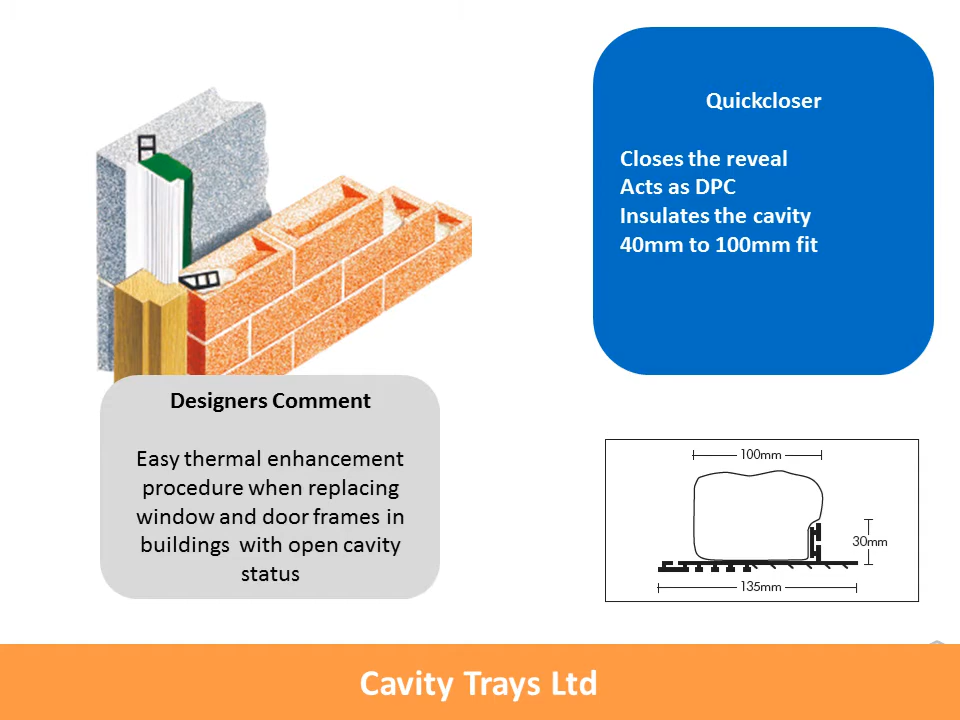 Quickcloser
Closes the reveal
Acts as DPC
Insulates the cavity
40mm to 100mm fit
Designers Comment
Easy thermal enhancement
procedure when replacing
window and door frames in
buildings with open cavity
status
100mm
30mm
135mm
Cavity Trays Ltd